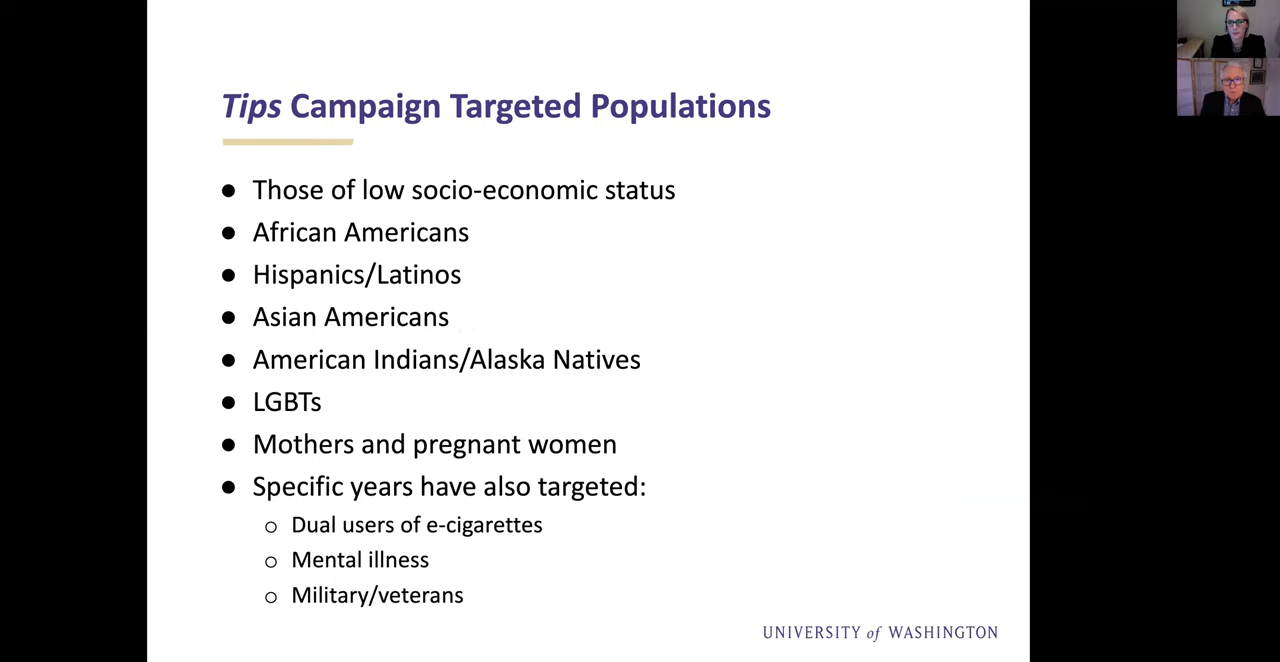 Tips Campaign Targeted Populations
● Those of low socio-economic status
● African Americans
● Hispanics/Latinos
● Asian Americans
● American Indians/Alaska Natives
● LGBTs
● Mothers and pregnant women
● Specific years have also targeted:
○ Dual users of e-cigarettes
○ Mental illness
○ Military/veterans
UNIVERSITY of WASHINGTON